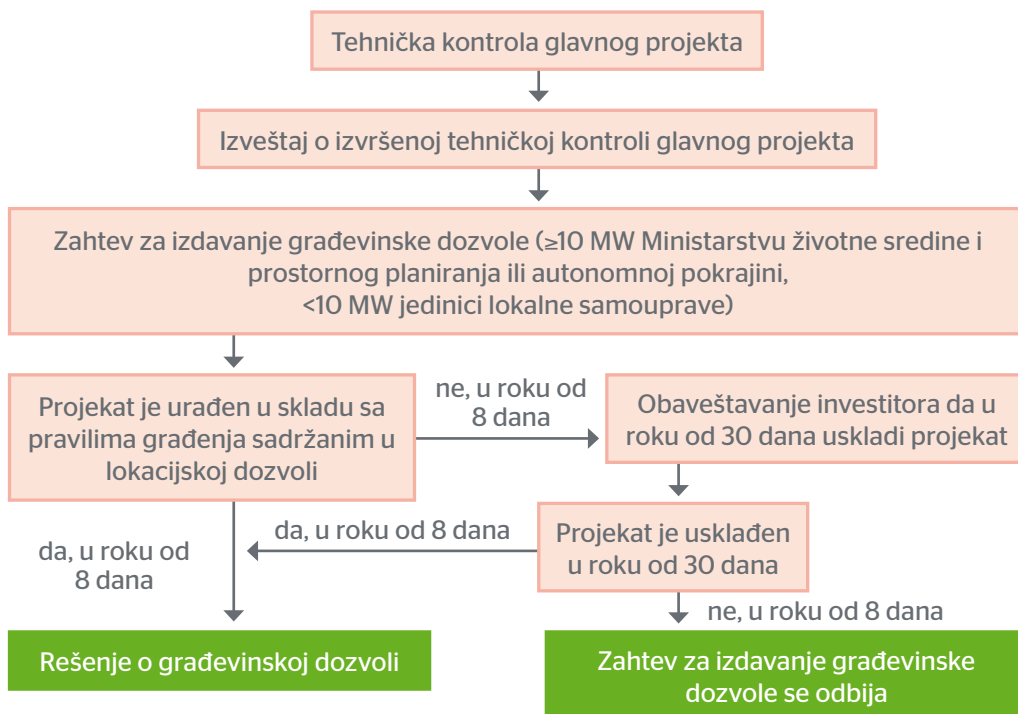 Tehnička kontrola glavnog projekta
Izveštaj o izvršenoj tehničkoj kontroli glavnog projekta
Zahtev za izdavanje građevinske dozvole (≥10 MW Ministarstvu životne sredine i
prostornog planiranja ili autonomnoj pokrajini,
<10 MW jedinici lokalne samouprave)
Projekat je urađen u skladu sa
pravilima građenja sadržanim u
lokacijskoj dozvoli
ne, u roku od
8 dana
Obaveštavanje investitora da u
roku od 30 dana uskladi projekat
da, u roku od
8 dana
da, u roku od 8 dana
Projekat je usklađen
u roku od 30 dana
ne, u roku od 8 dana
Rešenje o građevinskoj dozvoli
Zahtev za izdavanje građevinske
dozvole se odbija